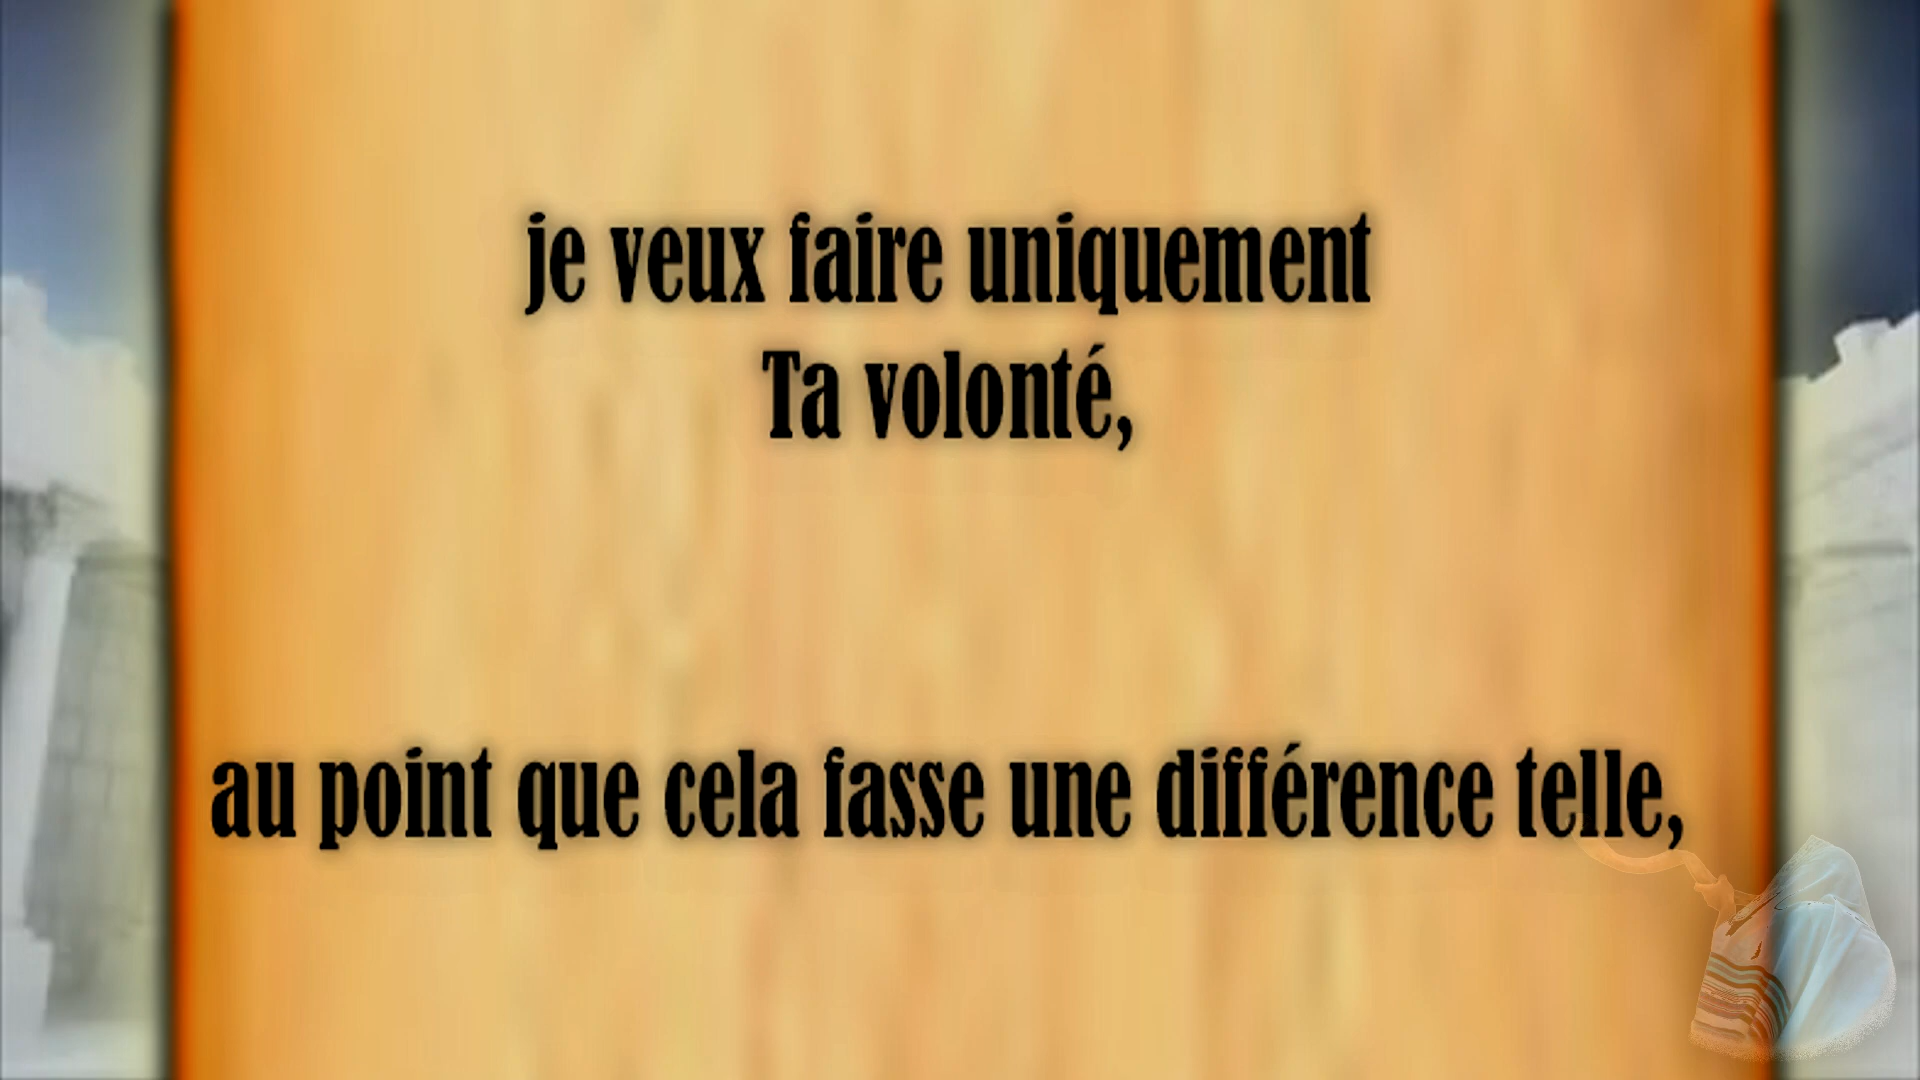 je veux faire uniquement
Ta volonté,
au point que cela fasse une différence telle,